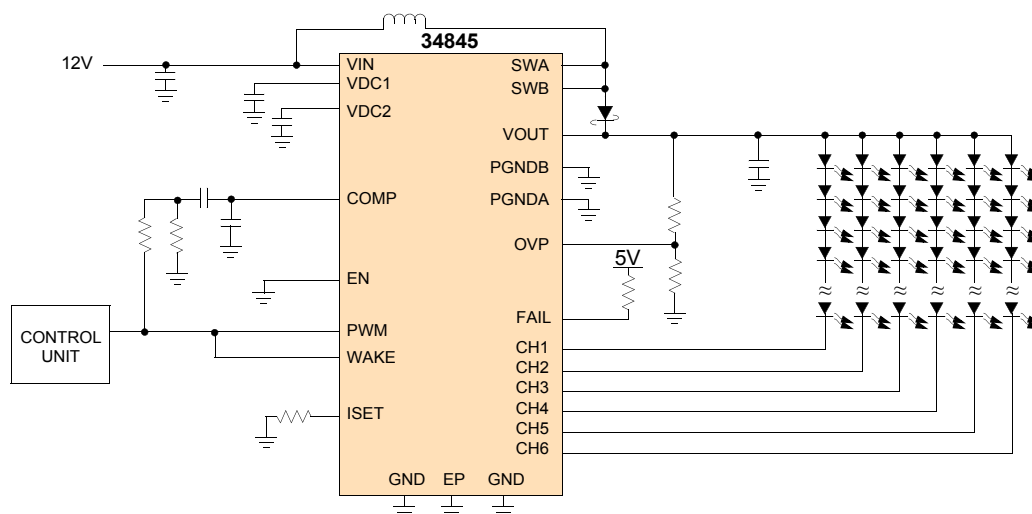 34845
12V
VIN
VDC1
VDC2
COMP
EN
PWM
WAKE
ISET
CONTROL
UNIT
SWA
SWB
VOUT
PGNDB
PGNDA
OVP
5V
FAIL
CH1
CH2
CH3
CH4
CH5
CH6
GND EP GND